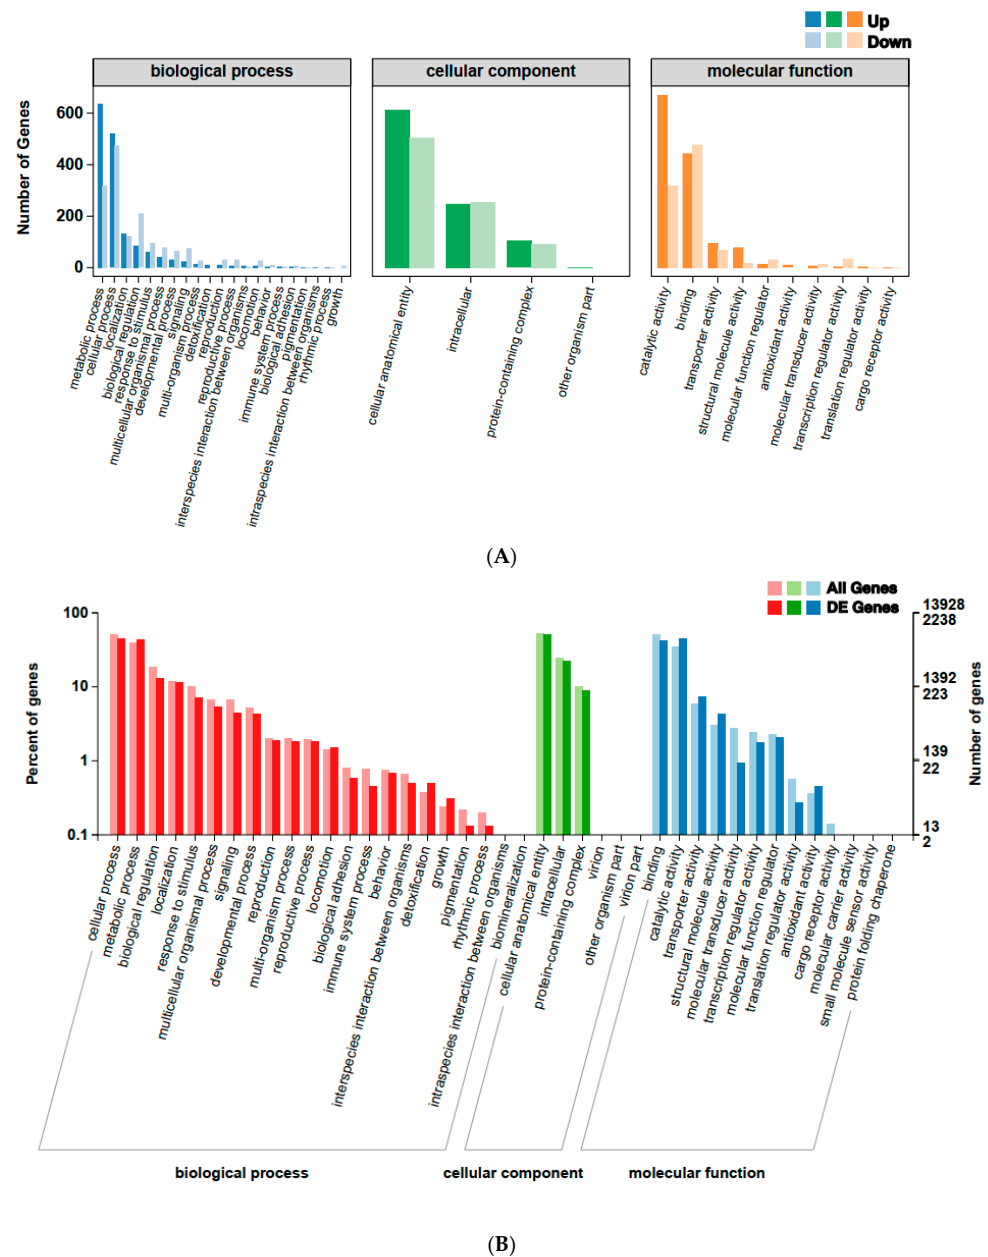 Up
Down
biological process
cellular component
molecular function
Number of Genes
600
400
200
0
metabolic process
cellular process
localization
biological regulation
response to stimulus
multicellular organismal process
developmental process
signaling
multi-organism process
detoxification
reproduction
reproductive process
interspecies interaction between organisms
locomotion
behavior
immune system process
biological adhesion
pigmentation
intraspecies interaction between organisms
rhythmic process
growth
cellular anatomical entity
intracellular
protein-containing complex
other organism part
catalytic activity
binding
transporter activity
structural molecule activity
molecular function regulator
antioxidant activity
molecular transducer activity
transcription regulator activity
translation regulator activity
cargo receptor activity
(A)
All Genes
DE Genes
Percent of genes
100
10
1
0.1
13928
2238
1392
223
139
22
13
2
Number of genes
cellular process
metabolic process
biological regulation
localization
response to stimulus
multicellular organismal process
signaling
developmental process
reproduction
multi-organism process
reproductive process
locomotion
biological adhesion
immune system process
behavior
interspecies interaction between organisms
detoxification
growth
pigmentation
rhythmic process
intraspecies interaction between organisms
biomineralization
cellular anatomical entity
intracellular
protein-containing complex
virion
other organism part
virion part
binding
catalytic activity
transporter activity
structural molecule activity
molecular transducer activity
transcription regulator activity
molecular function regulator
translation regulator activity
antioxidant activity
cargo receptor activity
molecular carrier activity
small molecule sensor activity
protein folding chaperone
biological process
cellular component
molecular function
(B)